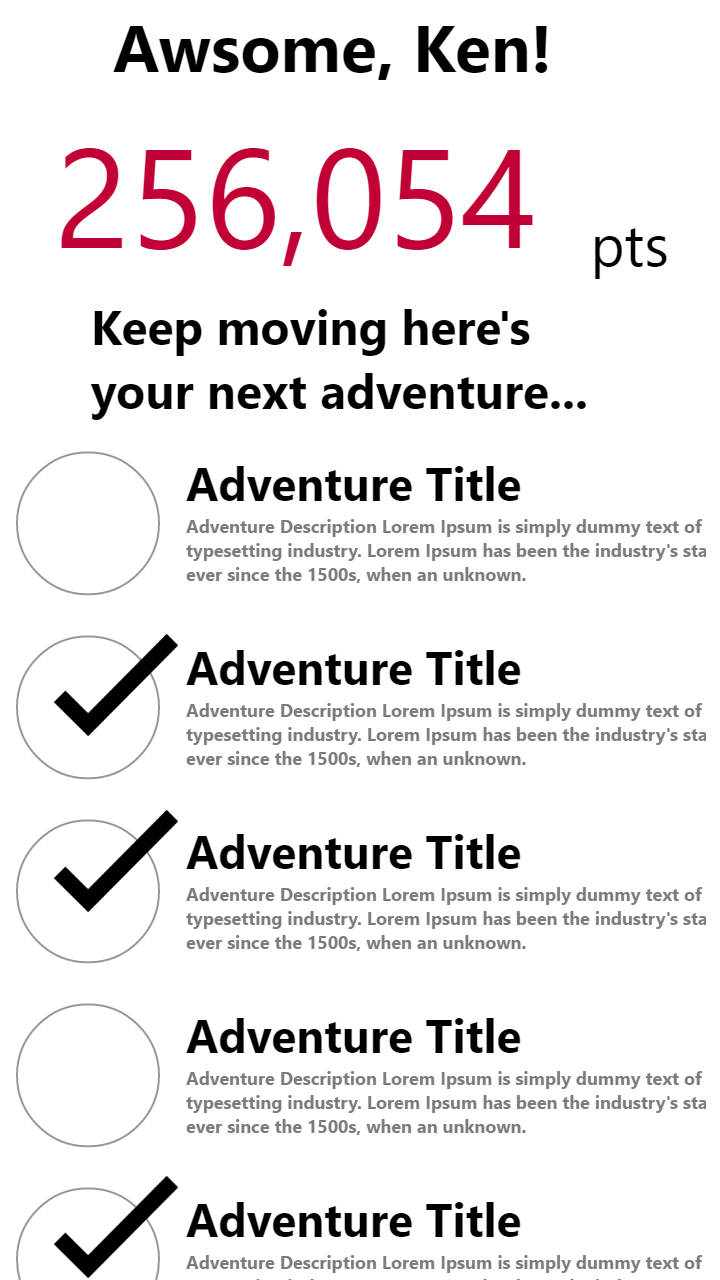 Awsome, Ken!
256,054 pts
Keep moving here's
your next adventure...
Adventure Title
Adventure Description Lorem Ipsum is simply dummy text of
typesetting industry. Lorem Ipsum has been the industry's sta
ever since the 1500s, when an unknown.
Adventure Title
Adventure Description Lorem Ipsum is simply dummy text of
typesetting industry. Lorem Ipsum has been the industry's sta
ever since the 1500s, when an unknown.
Adventure Title
Adventure Description Lorem Ipsum is simply dummy text of
typesetting industry. Lorem Ipsum has been the industry's sta
ever since the 1500s, when an unknown.
Adventure Title
Adventure Description Lorem Ipsum is simply dummy text of
typesetting industry. Lorem Ipsum has been the industry's sta
ever since the 1500s, when an unknown.
Adventure Title
Adventure Description Lorem Ipsum is simply dummy text of